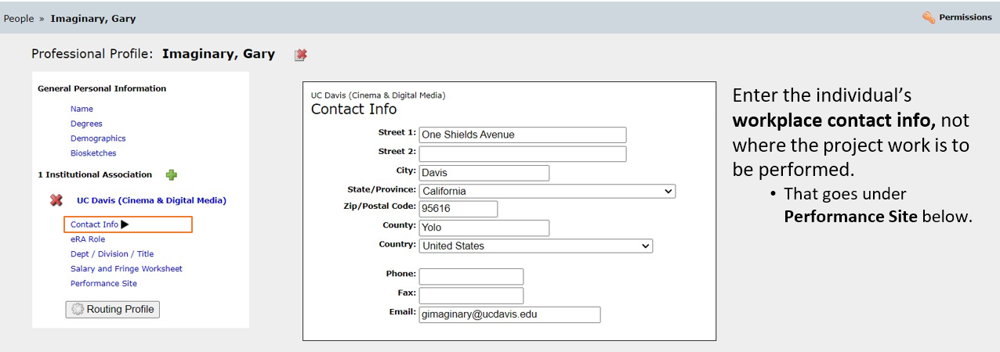 People » Imaginary, Gary
Permissions
Professional Profile: Imaginary, Gary
General Personal Information
Name
Degrees
Demographics
Biosketches
1 Institutional Association
UC Davis (Cinema & Digital Media)
Contact Info
eRA Role
Dept / Division / Title
Salary and Fringe Worksheet
Performance Site
Routing Profile
UC Davis (Cinema & Digital Media)
Contact Info
Street 1: One Shields Avenue
Street 2:
City: Davis
State/Province: California
Zip/Postal Code: 95616
County: Yolo
Country: United States
Phone:
Fax:
Email: gimaginary@ucdavis.edu
Enter the individual’s
workplace contact info, not
where the project work is to
be performed.
• That goes under
Performance Site below.